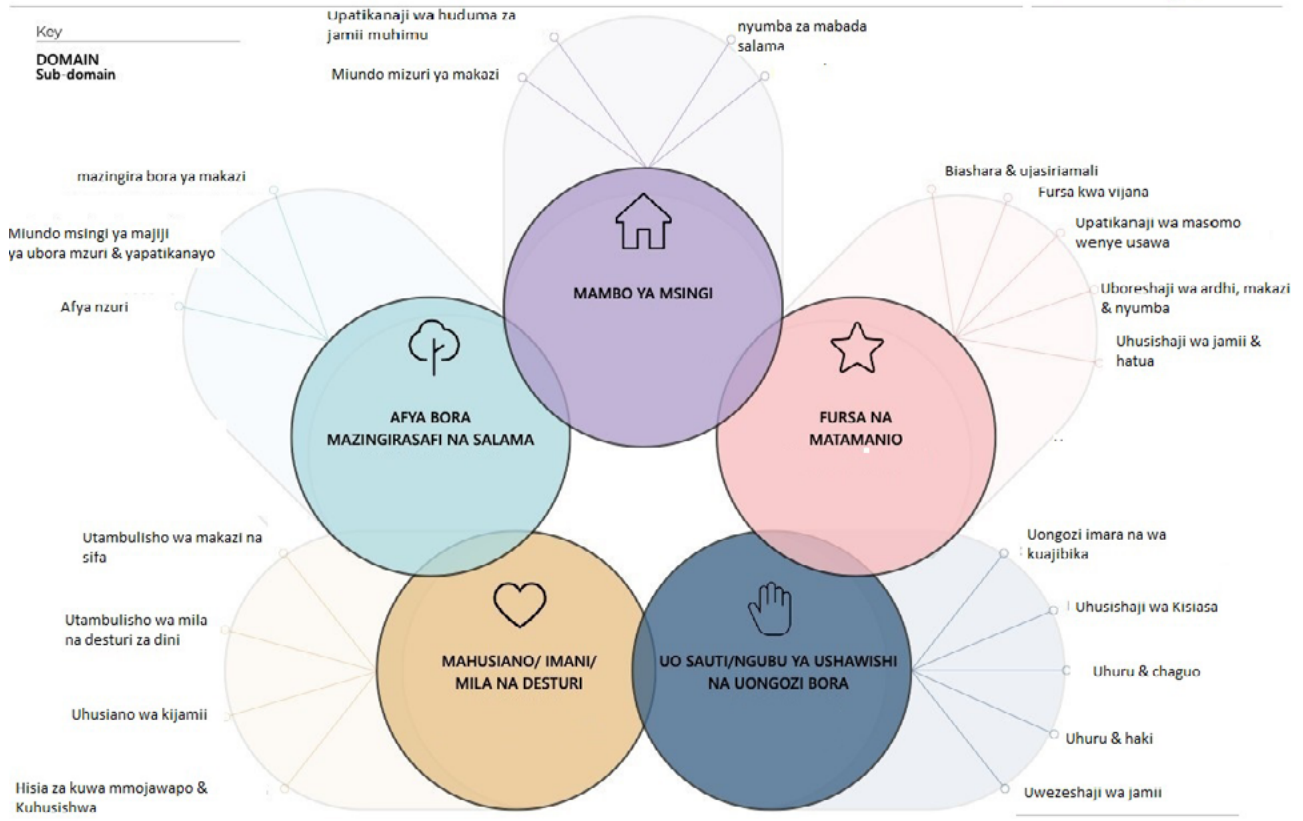 Key
DOMAIN
Sub-domain
Upatikanaji wa huduma za
jamii muhimu
Miundo mizuri ya makazi
nyumba za mabada
salama
MAMBO YA MSINGI
Biashara & ujasiriamali
Fursa kwa vijana
Upatikanaji wa masomo
wenye usawa
Uboreshaji wa ardhi, makazi
& nyumba
Uhusishaji wa jamii &
hatua
FURSA NA
MATAMANIO
mazingira bora ya makazi
Miundo msingi ya majiji
ya ubora mzuri & yapatikanayo
Afya nzuri
AFYA BORA
MAZINGIRASAFI NA SALAMA
Utambulisho wa makazi na
sifa
Utambulisho wa mila
na desturi za dini
Uhusiano wa kijamii
Hisia za kuwa mmojawapo &
Kuhusishwa
MAHUSIANO/ IMANI/
MILA NA DESTURI
UO SAUTI/NGUBU YA USHAWISHI
NA UONGOZI BORA
Uongozi imara na wa
kuajibika
Uhusishaji wa Kisiasa
Uhuru & chaguo
Uhuru & haki
Uwezeshaji wa jamii